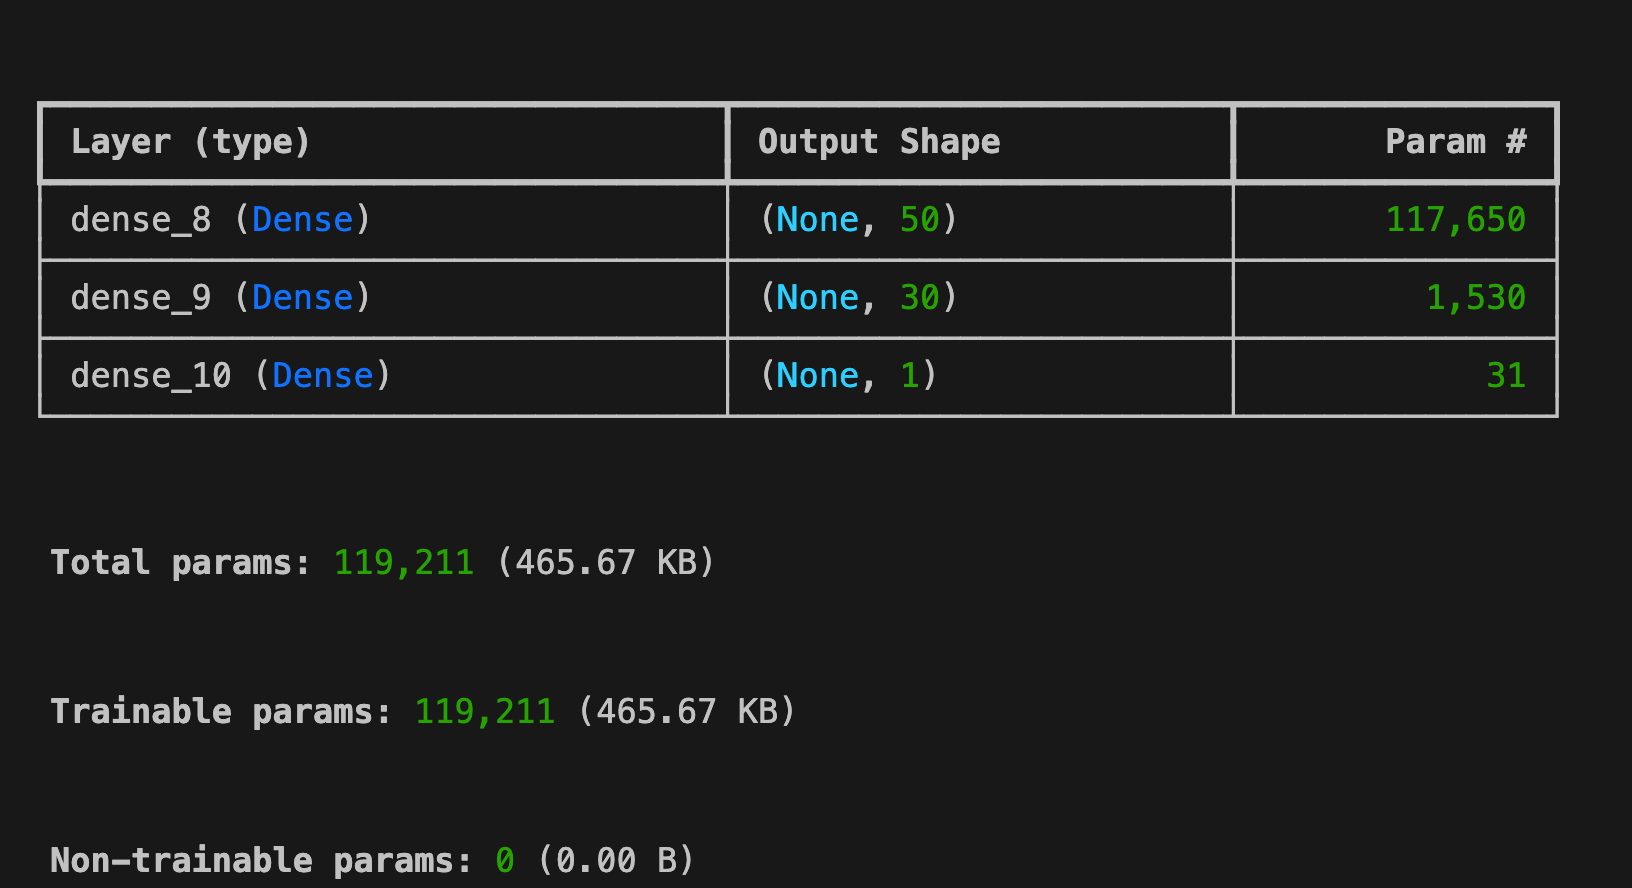 Layer (type) Output Shape Param #
dense_8 (Dense) (None, 50) 117,650
dense_9 (Dense) (None, 30) 1,530
dense_10 (Dense) (None, 1) 31
Total params: 119,211 (465.67 KB)
Trainable params: 119,211 (465.67 KB)
Non-trainable params: 0 (0.00 B)